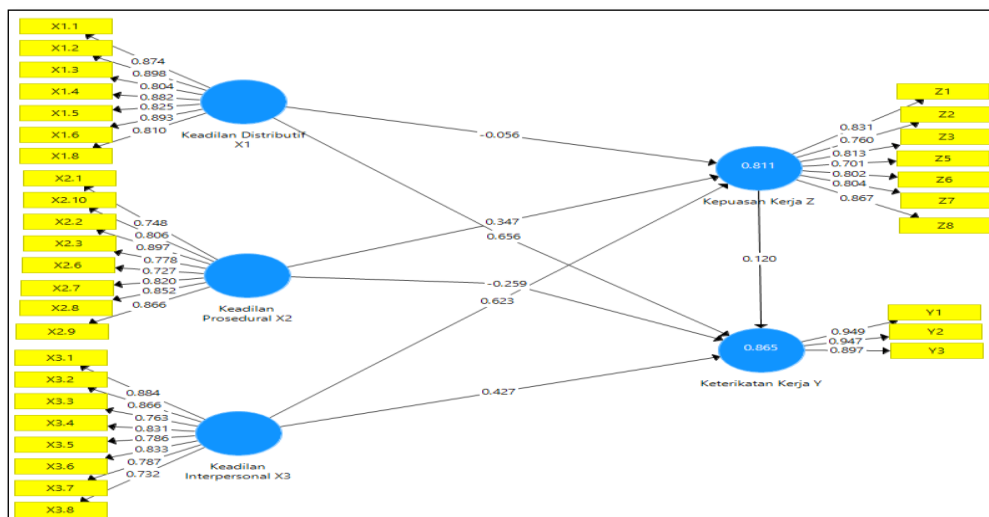 X1.1
X1.2
X1.3
X1.4
X1.5
X1.6
X1.8
0.874
0.898
0.804
0.882
0.825
0.893
0.810
Keadilan Distributif
X1
X2.1
X2.10
X2.2
X2.3
X2.6
X2.7
X2.8
X2.9
0.748
0.806
0.897
0.778
0.727
0.820
0.852
0.866
Keadilan
Prosedural X2
X3.1
X3.2
X3.3
X3.4
X3.5
X3.6
X3.7
X3.8
0.884
0.866
0.763
0.831
0.786
0.833
0.787
0.732
Keadilan
Interpersonal X3
-0.056
0.347
0.656
-0.259
0.623
0.427
0.811
Kepuasan Kerja Z
0.120
0.865
Keterikatan Kerja Y
0.831
0.760
0.813
0.701
0.802
0.804
0.867
Z1
Z2
Z3
Z5
Z6
Z7
Z8
0.949
0.947
0.897
Y1
Y2
Y3